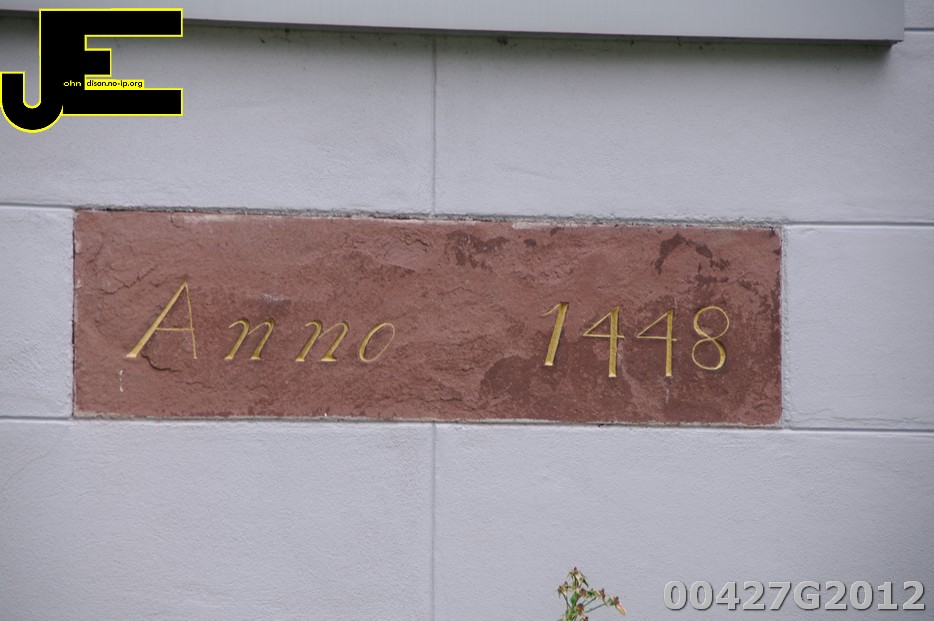 JE
ohn dison.no-ip.org
Anno 1448
00427G2012